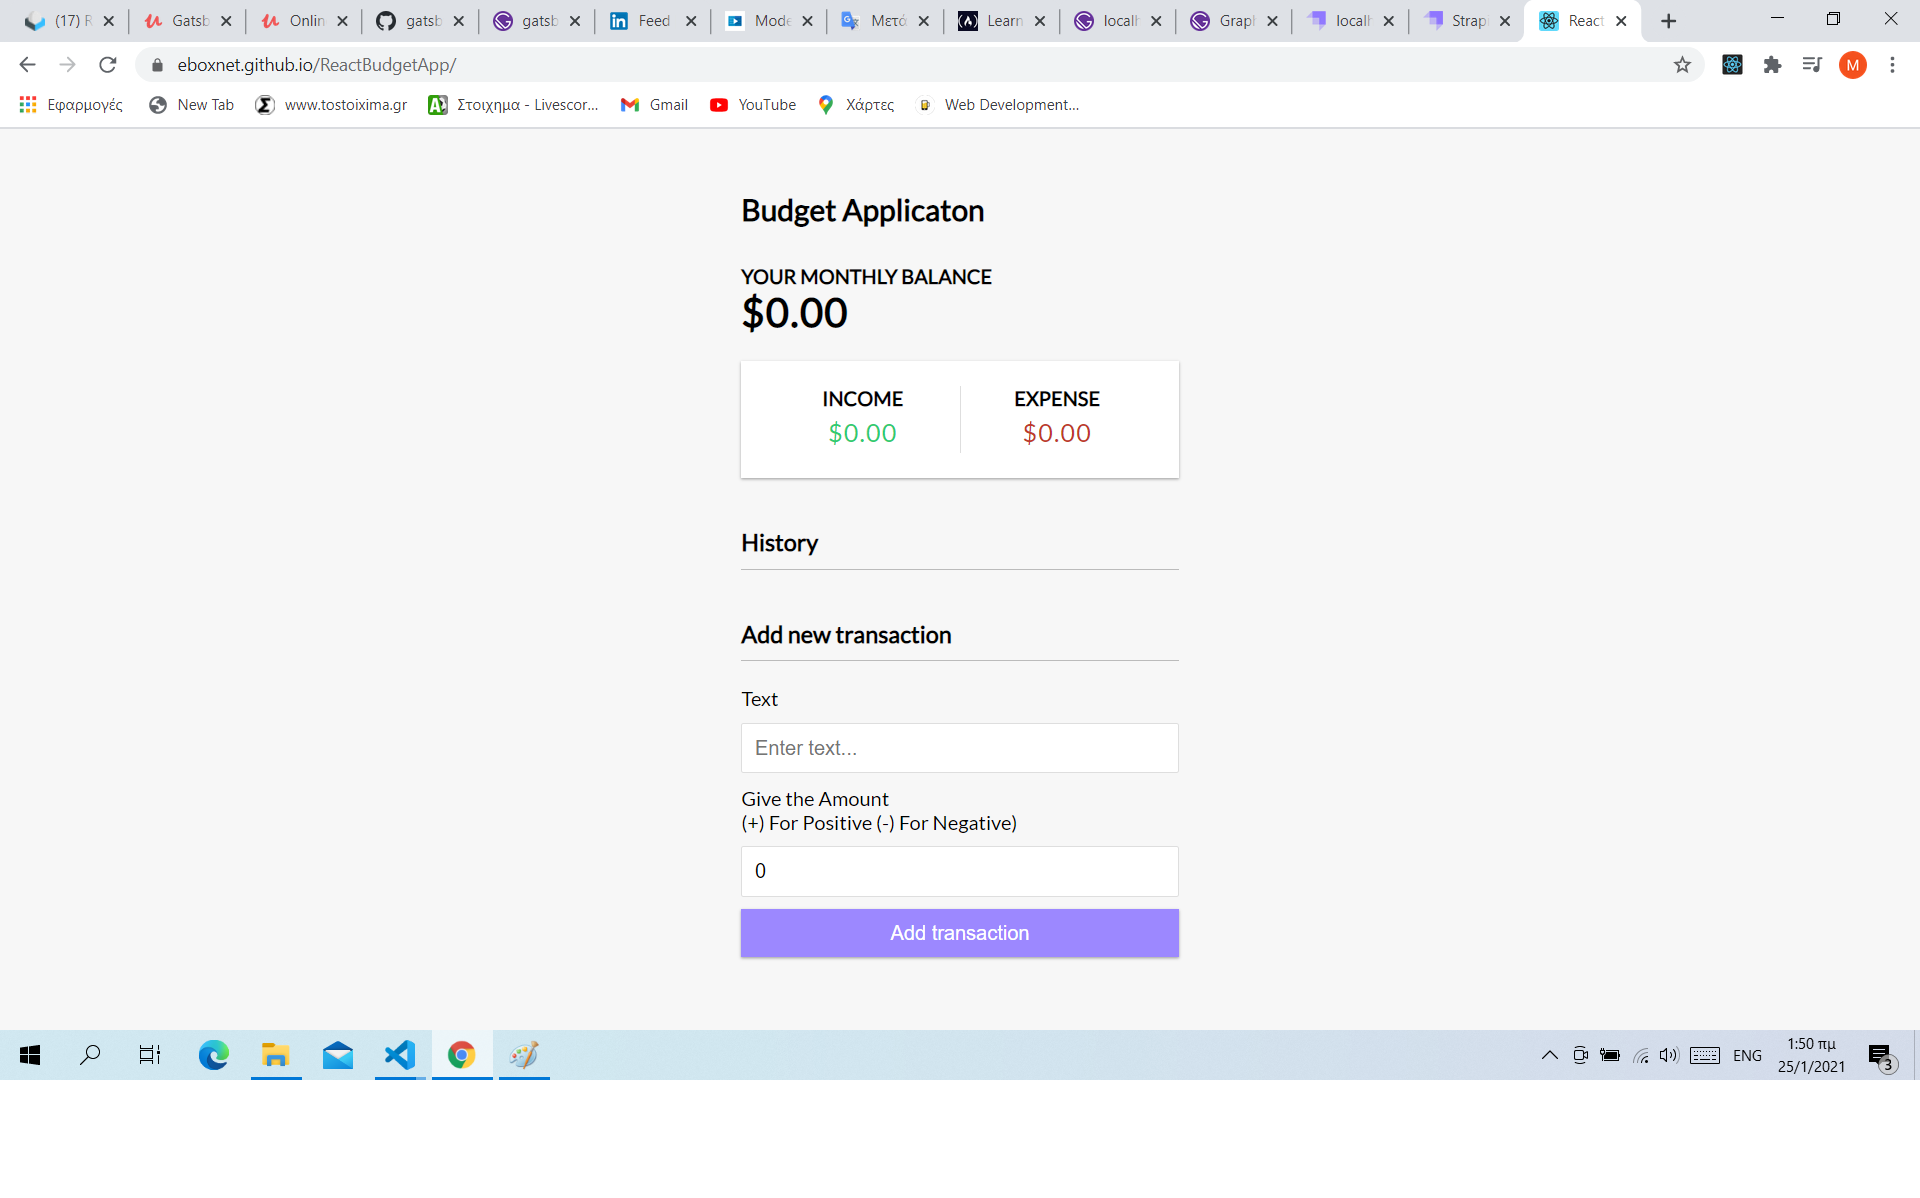 (17) R
Gatsb
Onlin
gatsb
gatsb
Feed
Mode
Μετά
Learn
localh
Graph
localh
Strapi
React
eboxnet.github.io/ReactBudgetApp/
M
Εφαρμογές
New Tab
www.tostoixima.gr
Στοιχημα - Livescor...
Gmail
YouTube
Χάρτες
Web Development...
Budget Applicaton
YOUR MONTHLY BALANCE
$0.00
INCOME
EXPENSE
$0.00
$0.00
History
Add new transaction
Text
Enter text...
Give the Amount
(+) For Positive (-) For Negative)
0
Add transaction
ENG
1:50 πμ
25/1/2021
3